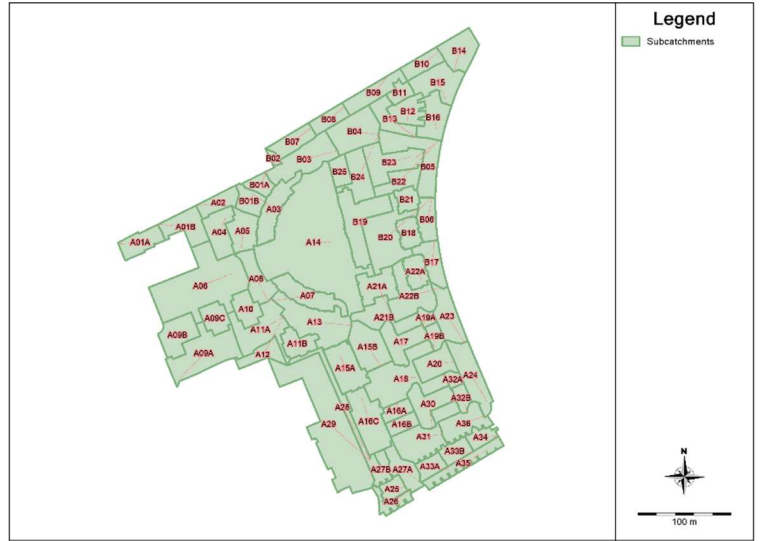 Legend
Subcatchments
B14
B10
B15
B09
B11
B12
B08
B13
B16
B04
B07
B02
B03
B23
B05
B25
B24
B22
B01A
B21
A02
B01B
A03
B06
B19
A01B
A04
A05
B18
B20
A01A
A14
B17
A22A
A06
A08
A21A
A07
A22B
A10
A09C
A21B
A19A
A23
A13
A11A
A09B
A19B
A17
A11B
A15B
A09A
A12
A20
A15A
A18
A32A
A24
A32B
A30
A28
A16A
A29
A16C
A16B
A36
A31
A34
A33B
A35
A33A
A27B
A27A
A25
A26
N
100 m